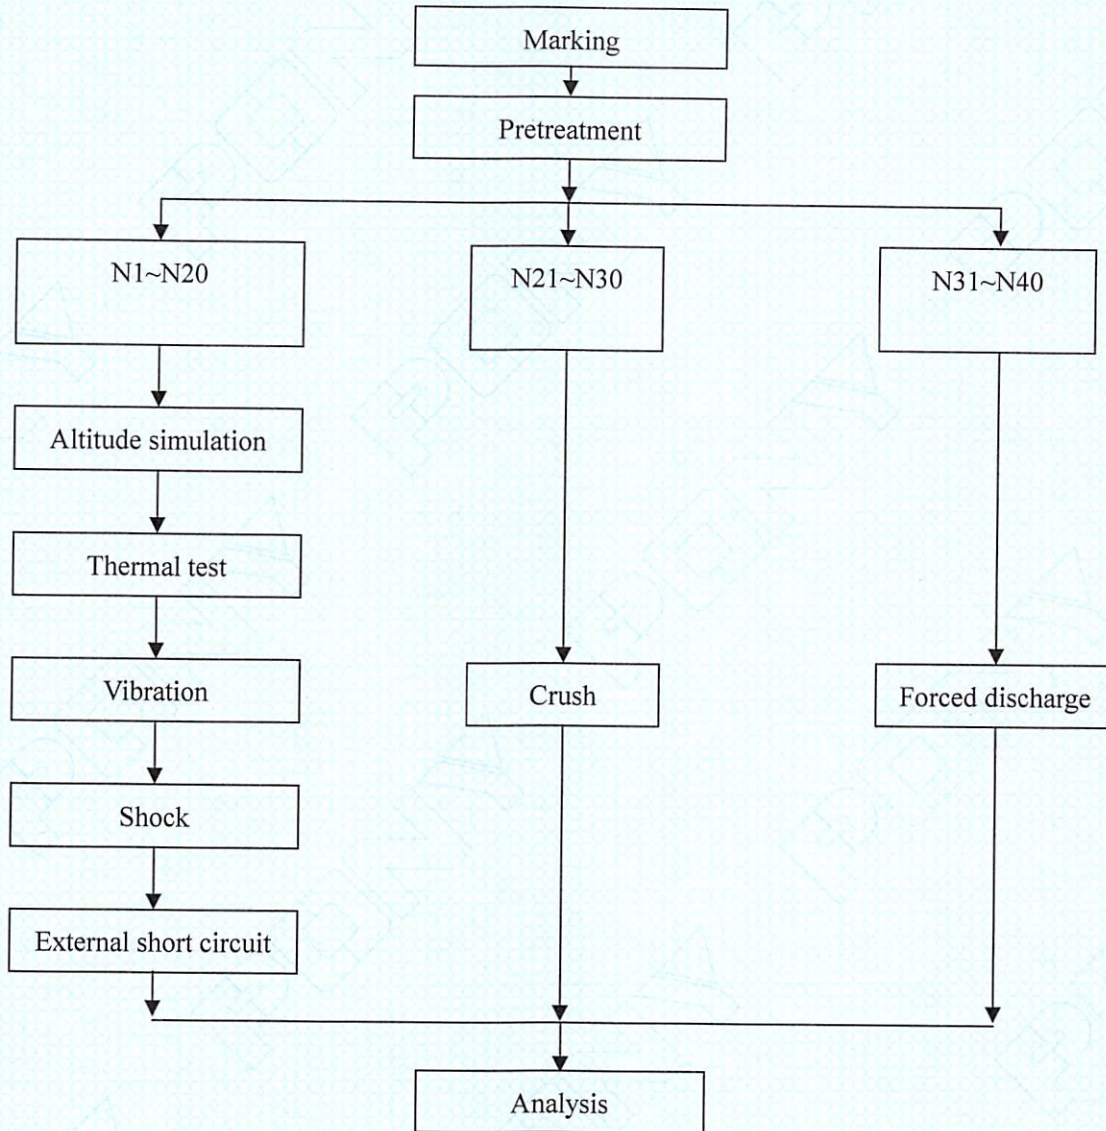 Marking
Pretreatment
N1~N20
N21~N30
N31~N40
Altitude simulation
Thermal test
Vibration
Crush
Forced discharge
Shock
External short circuit
Analysis